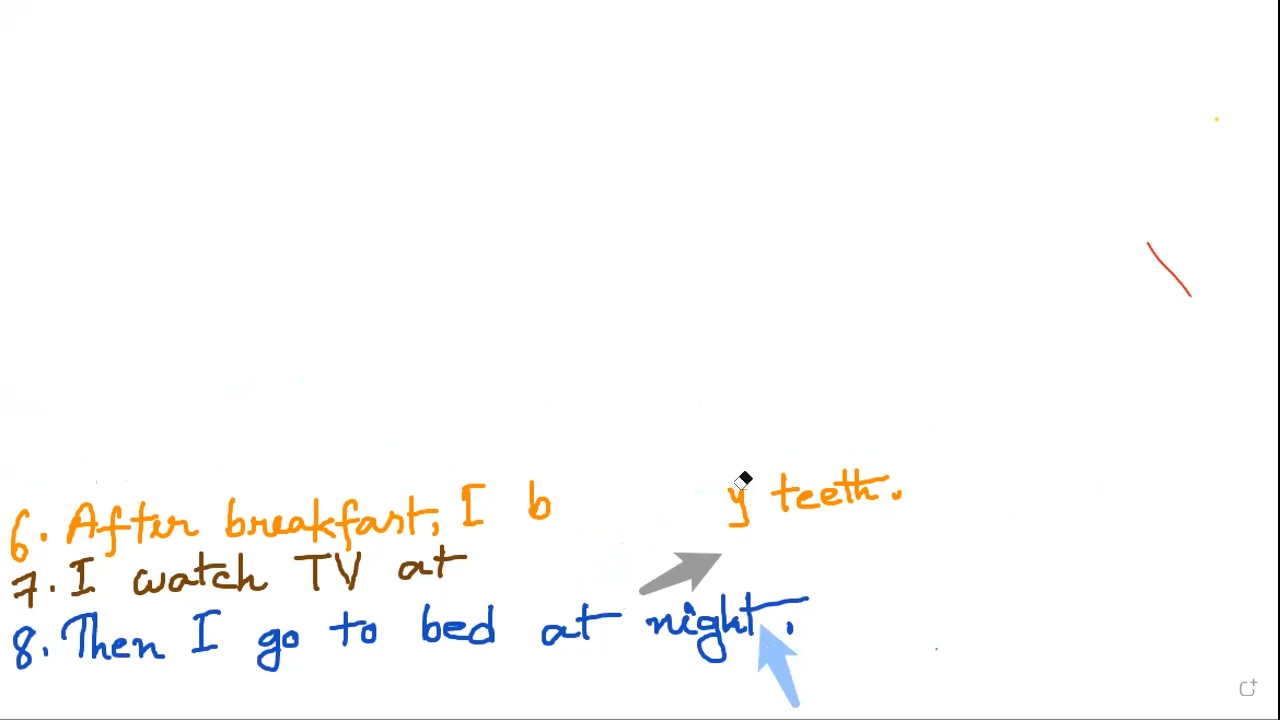 6. After breakfast, I b y teeth.
7. I watch TV at
8. Then I go to bed at night.